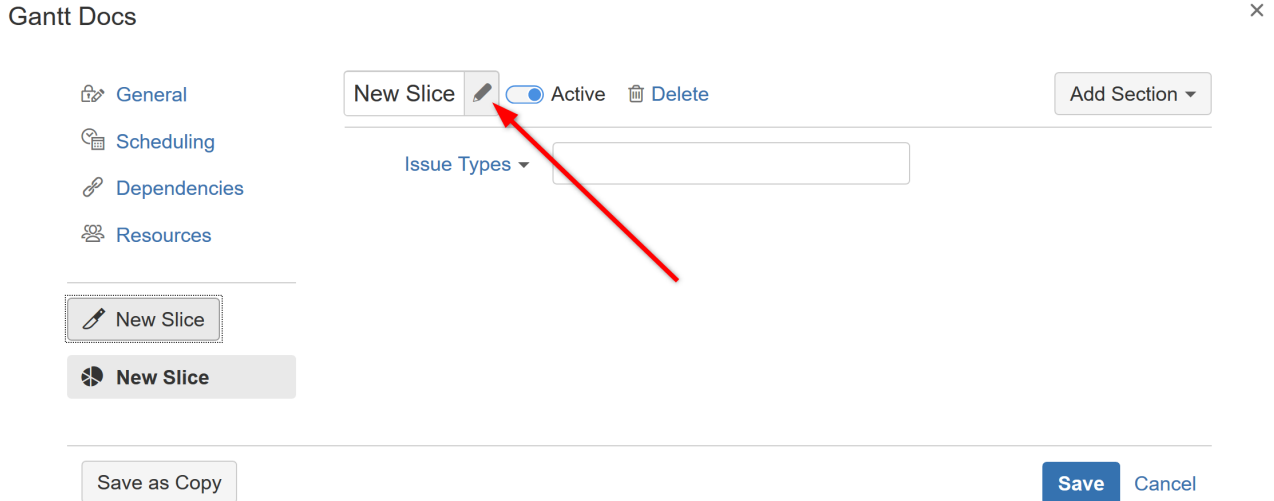 Gantt Docs
General
Scheduling
Dependencies
Resources
New Slice
New Slice
New Slice Active Delete Add Section
Issue Types
Save as Copy
Save Cancel